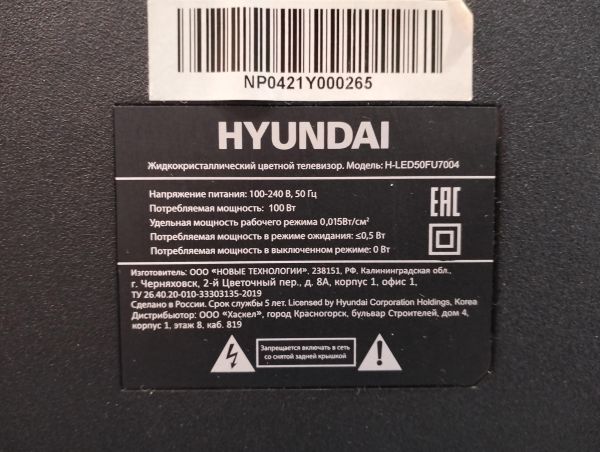 NP0421Y000265
HYUNDAI
Жидкокристаллический цветной телевизор. Модель: H-LED50FU7004
Напряжение питания: 100-240 В, 50 Гц
Потребляемая мощность: 100 Вт
Удельная мощность рабочего режима 0,015Вт/см²
Потребляемая мощность в режиме ожидания: ≤0,5 Вт
Потребляемая мощность в выключенном режиме: 0 Вт
EAC
Изготовитель: ООО «НОВЫЕ ТЕХНОЛОГИИ». 238151, РФ, Калининградская обл.,
г. Черняховск, 2-й Цветочный пер., д. 8А, корпус 1, офис 1,
ТУ 26.40.20-010-33303135-2019
Сделано в России. Срок службы 5 лет. Licensed by Hyundai Corporation Holdings, Korea
Дистрибьютор: ООО «Хаскел», город Красногорск, бульвар Строителей, дом 4,
корпус 1, этаж 8, каб. 819
Запрещается включать в сеть
со снятой задней крышкой